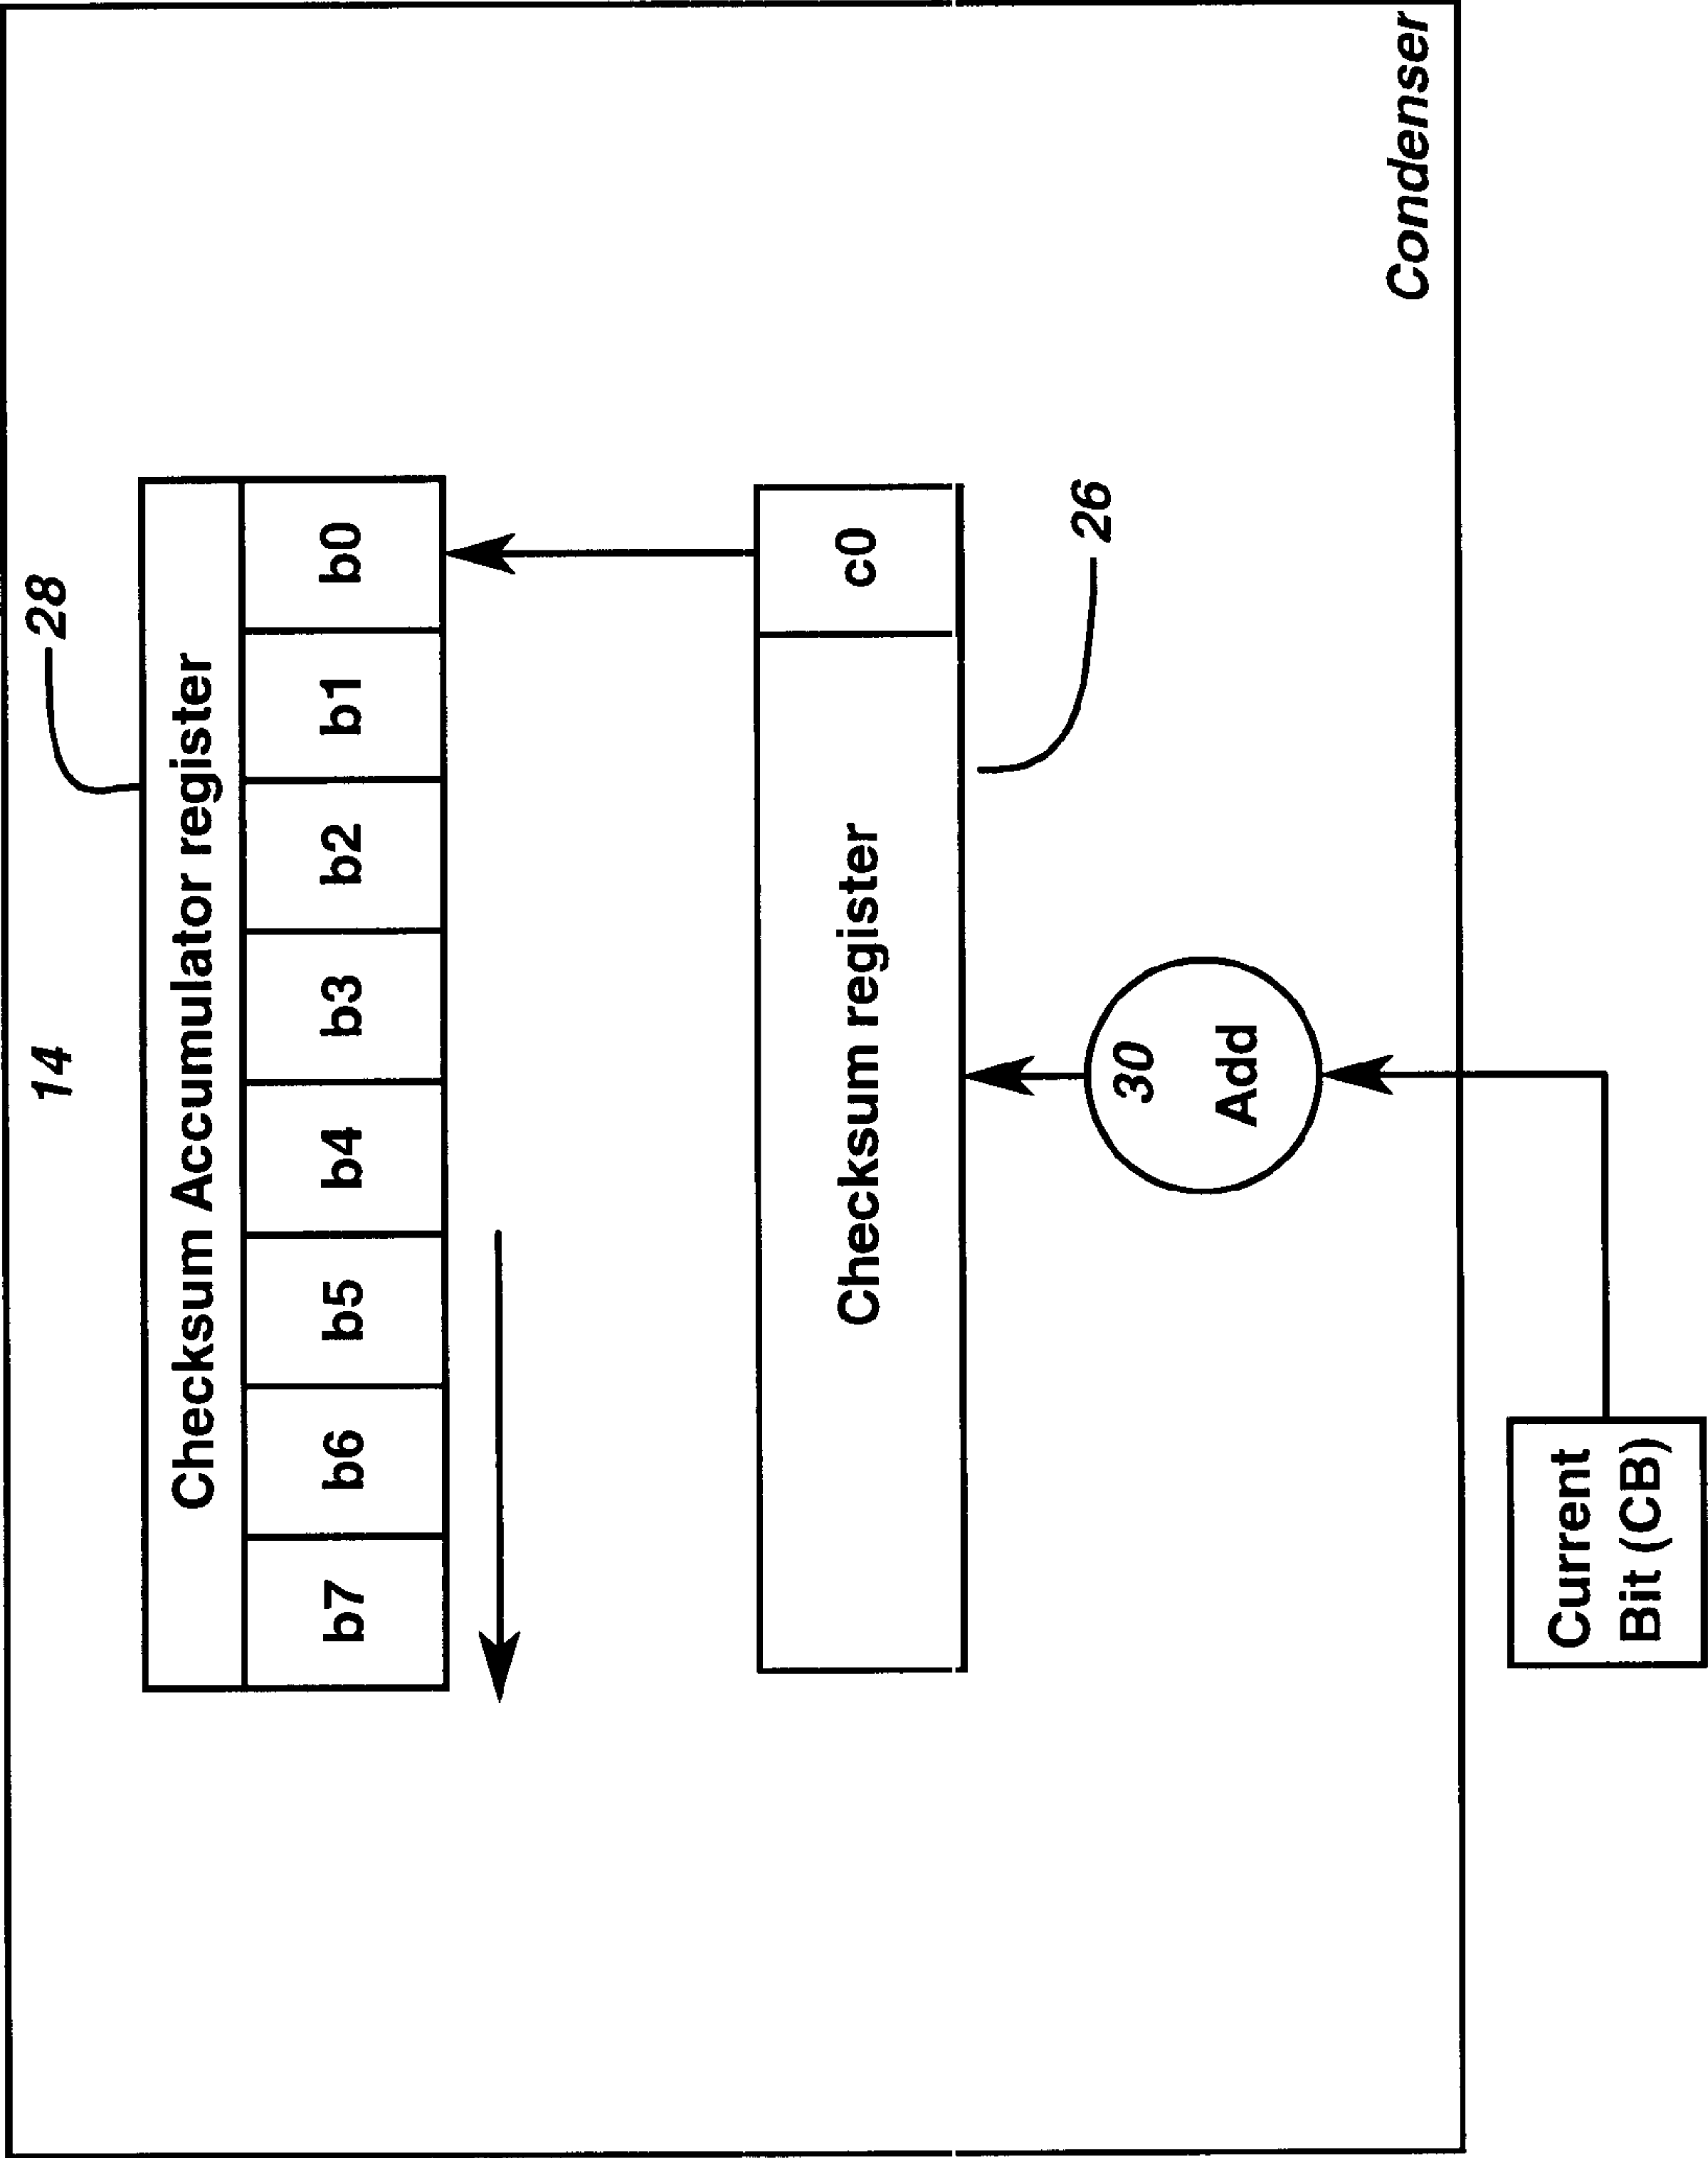 14
28
Checksum Accumulator register
b7
b6
b5
b4
b3
b2
b1
b0
Checksum register
c0
26
30
Add
Condenser
Current
Bit (CB)